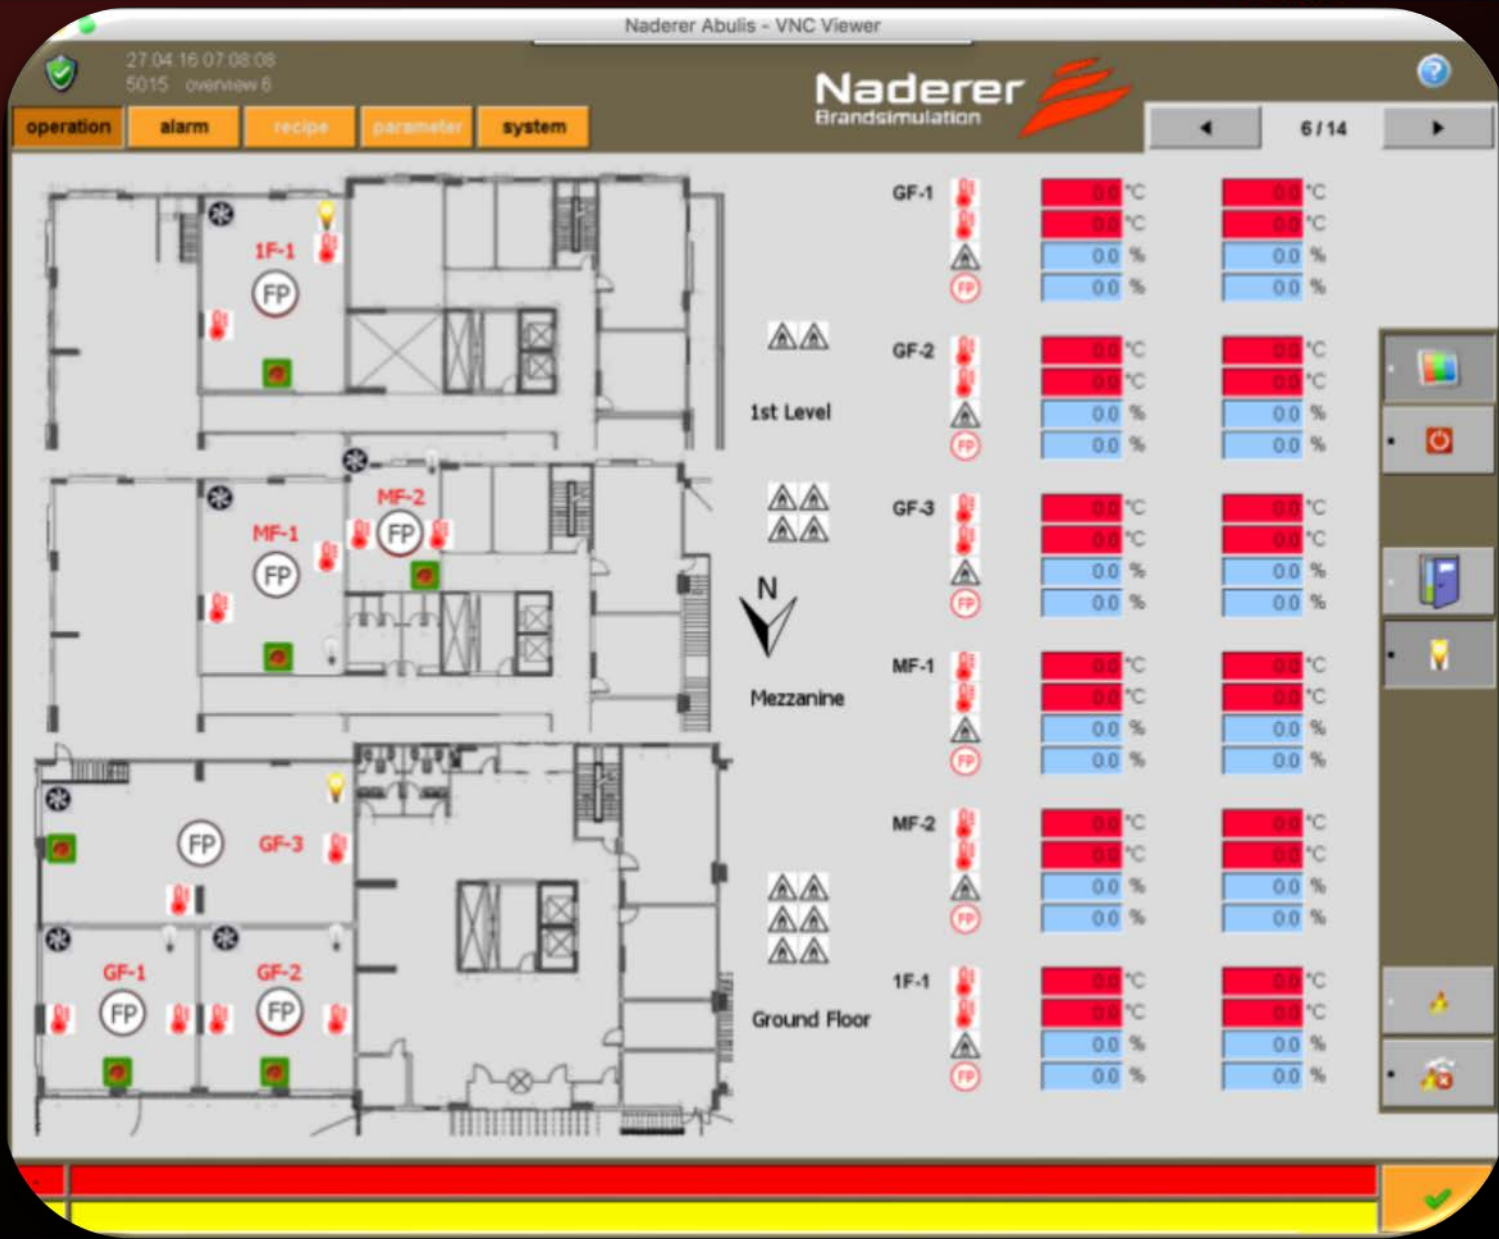 Naderer Abulis - VNC Viewer
27.04.16 07:08:08
5015 overview 6
Naderer
Brandsimulation
operation alarm recipe parameter system
6 / 14
1F-1
FP
1st Level
MF-2
FP
MF-1
FP
N
Mezzanine
FP GF-3
GF-1 GF-2
FP FP
Ground Floor
GF-1 0.0 °C 0.0 °C
0.0 °C 0.0 °C
0.0 % 0.0 %
FP 0.0 % 0.0 %
GF-2 0.0 °C 0.0 °C
0.0 °C 0.0 °C
0.0 % 0.0 %
FP 0.0 % 0.0 %
GF-3 0.0 °C 0.0 °C
0.0 °C 0.0 °C
0.0 % 0.0 %
FP 0.0 % 0.0 %
MF-1 0.0 °C 0.0 °C
0.0 °C 0.0 °C
0.0 % 0.0 %
FP 0.0 % 0.0 %
MF-2 0.0 °C 0.0 °C
0.0 °C 0.0 °C
0.0 % 0.0 %
FP 0.0 % 0.0 %
1F-1 0.0 °C 0.0 °C
0.0 °C 0.0 °C
0.0 % 0.0 %
FP 0.0 % 0.0 %